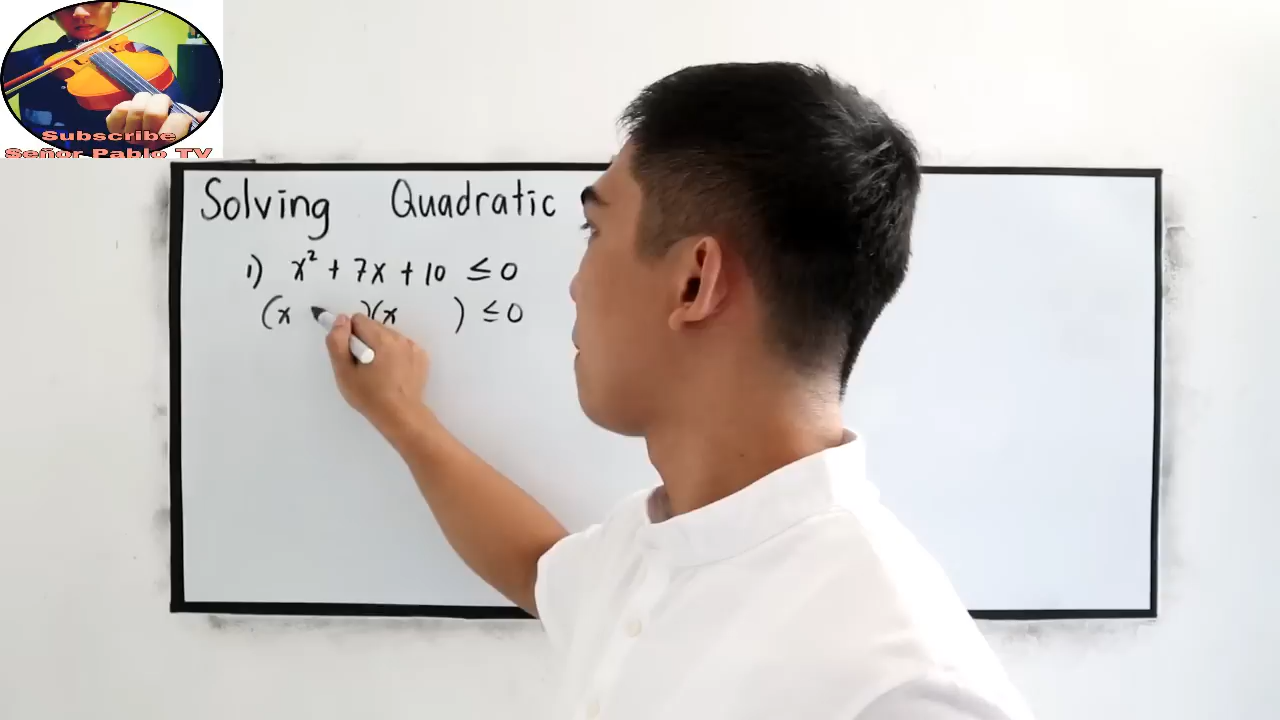 Subscribe
Señor Pablo TV
Solving Quadratic
1) x² + 7x + 10 ≤ 0
(x )(x ) ≤ 0